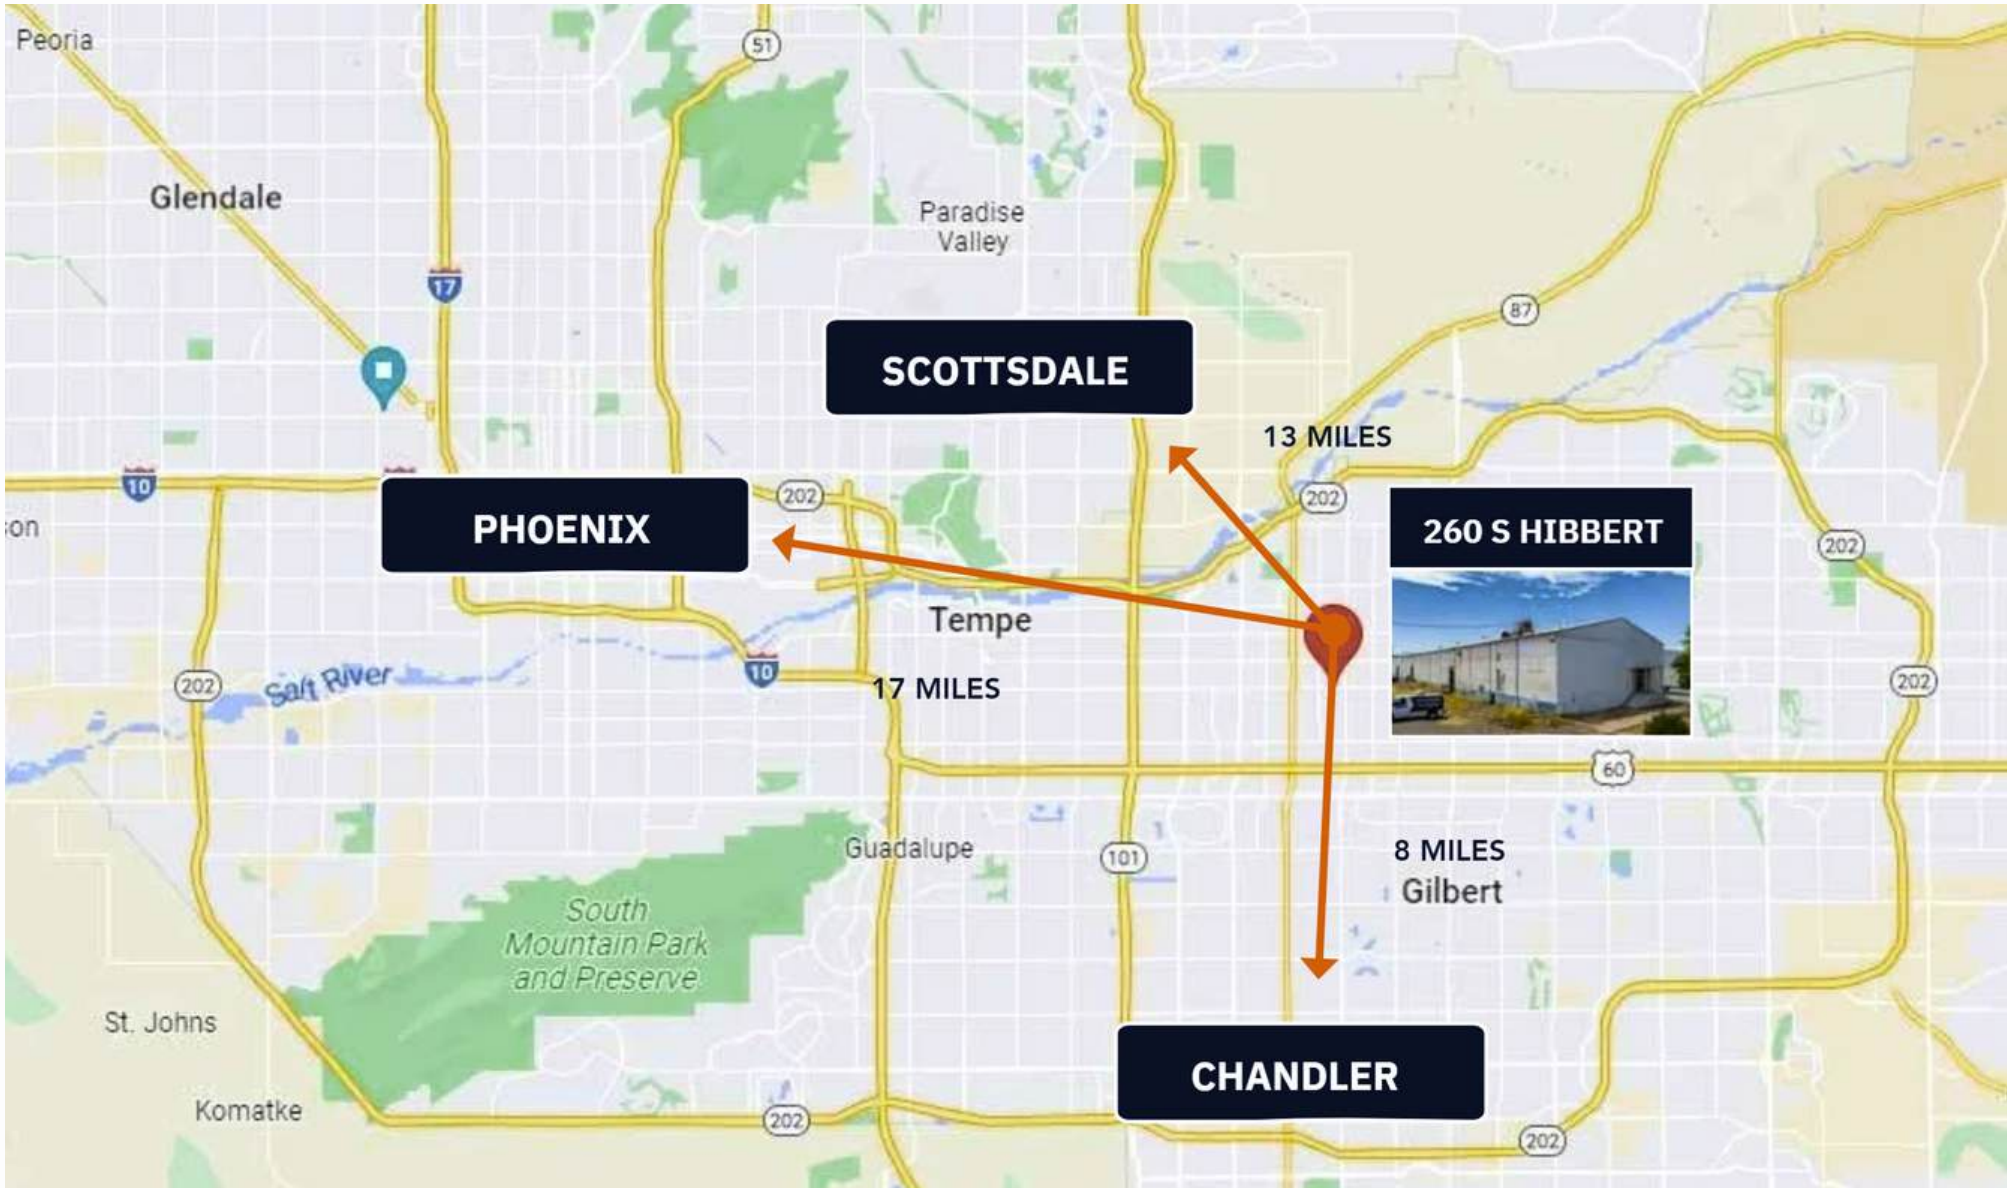 Peoria
51
Glendale
Paradise
Valley
17
87
SCOTTSDALE
13 MILES
10
202
202
260 S HIBBERT
PHOENIX
son
202
Tempe
202
Salt River
10
17 MILES
202
60
Guadalupe
101
8 MILES
Gilbert
South
Mountain Park
and Preserve
St. Johns
CHANDLER
Komatke
202
202